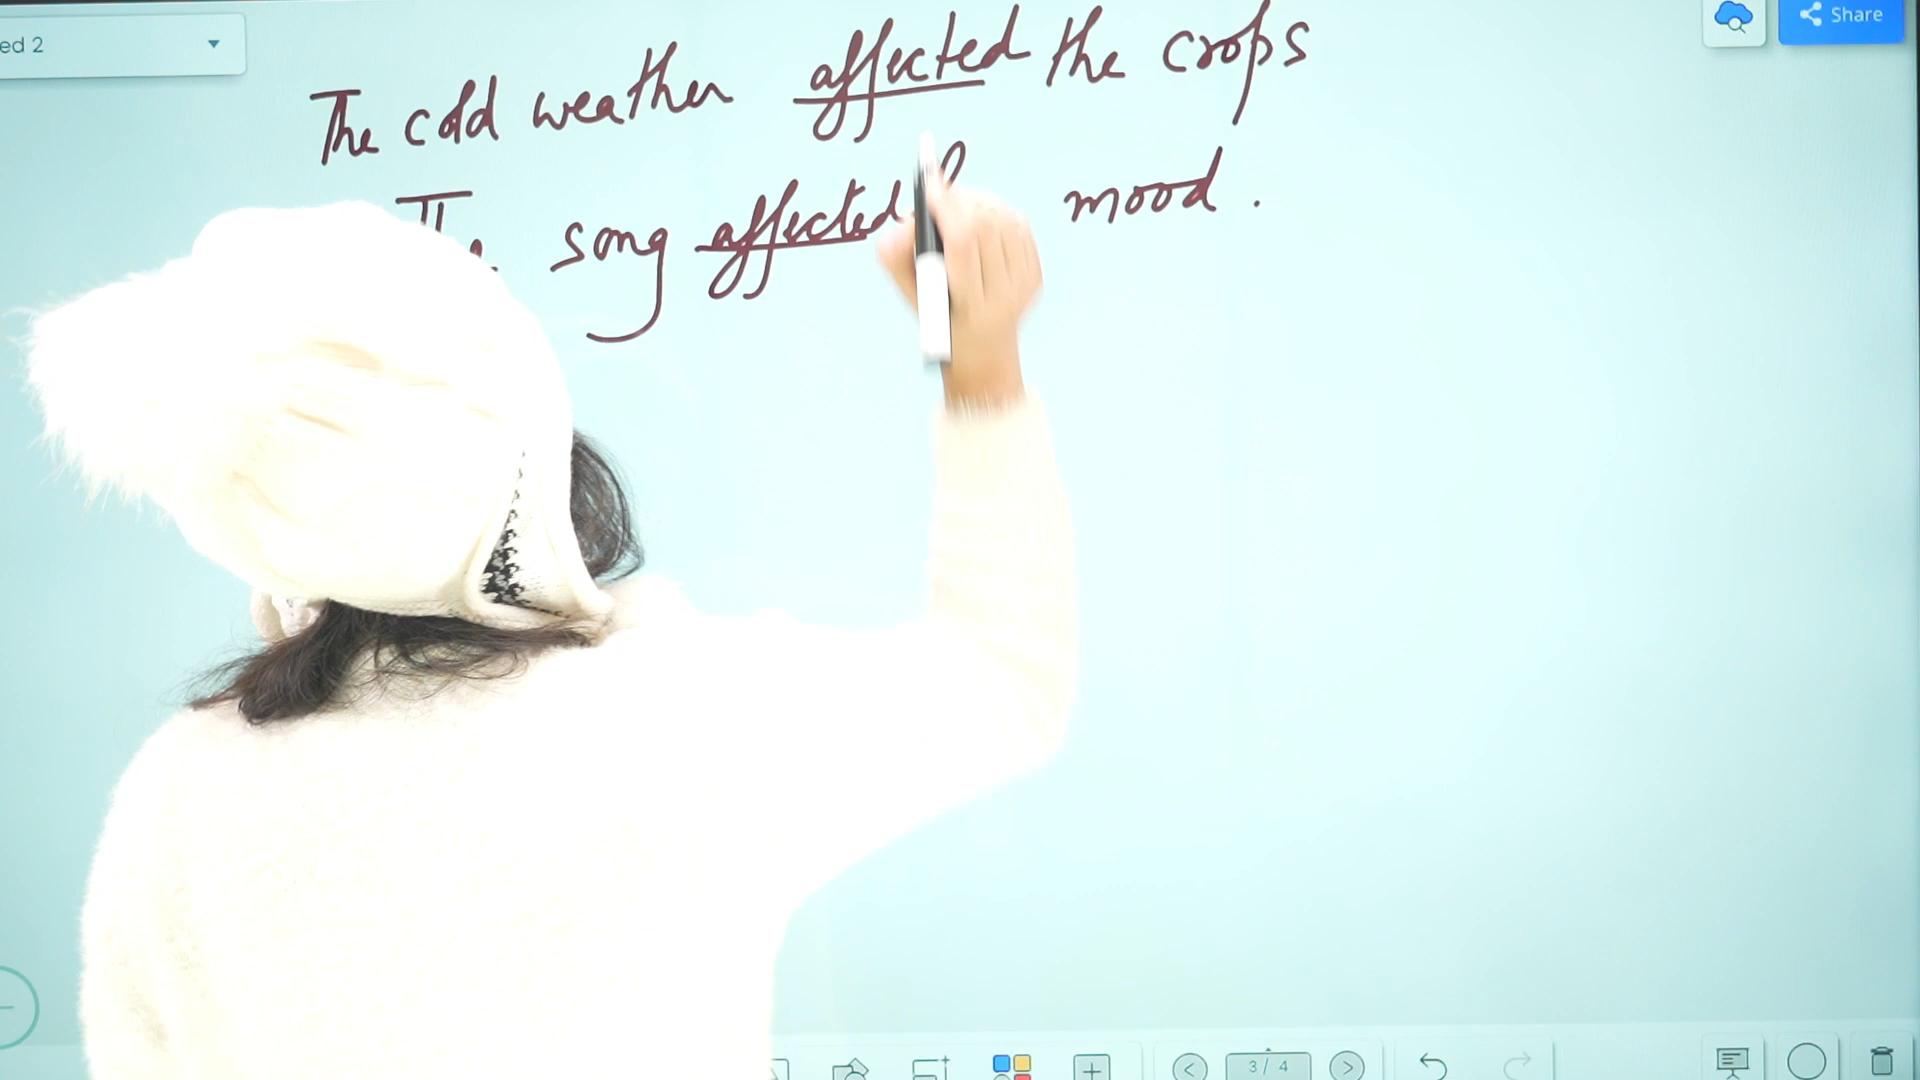 ed 2
Share
The cold weather affected the crops
song affected mood.
3 / 4